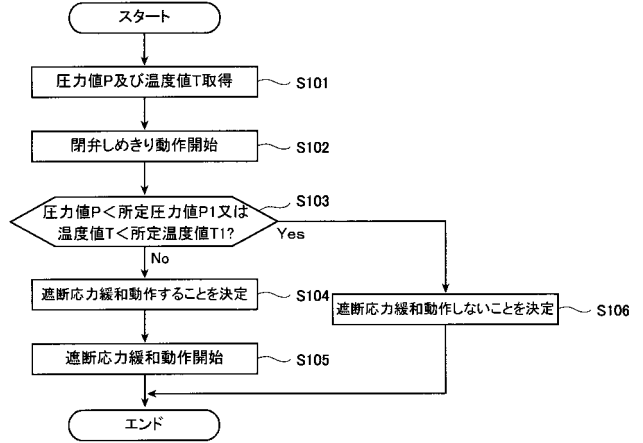 スタート
圧力値P及び温度値T取得
S101
閉弁しめきり動作開始
S102
S103
圧力値P＜所定圧力値P1又は
温度値T＜所定温度値T1?
Yes
No
遮断応力緩和動作することを決定
S104
遮断応力緩和動作しないことを決定
S106
遮断応力緩和動作開始
S105
エンド